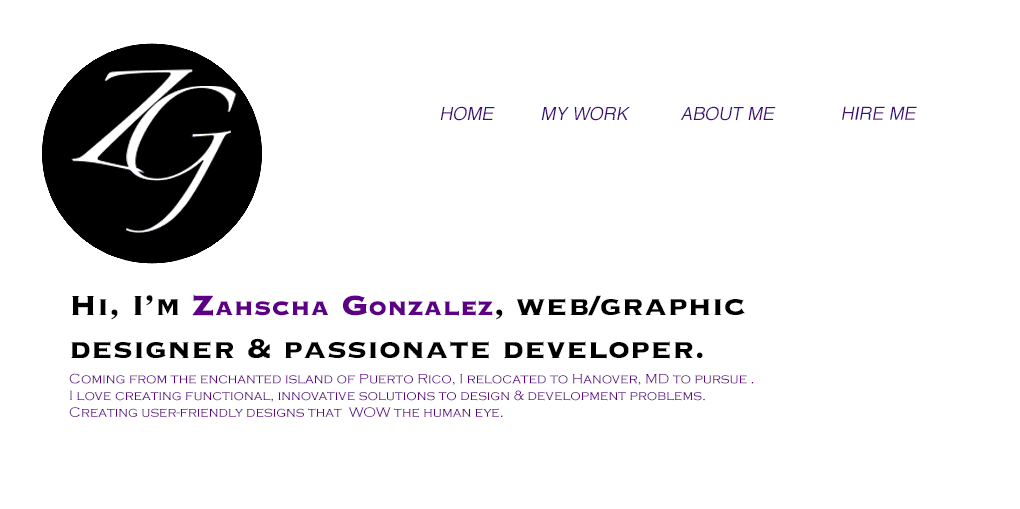 ZG
HOME MY WORK ABOUT ME HIRE ME
Hi, I'm Zahscha Gonzalez, web/graphic
designer & passionate developer.
Coming from the enchanted island of Puerto Rico, I relocated to Hanover, MD to pursue .
I love creating functional, innovative solutions to design & development problems.
Creating user-friendly designs that WOW the human eye.